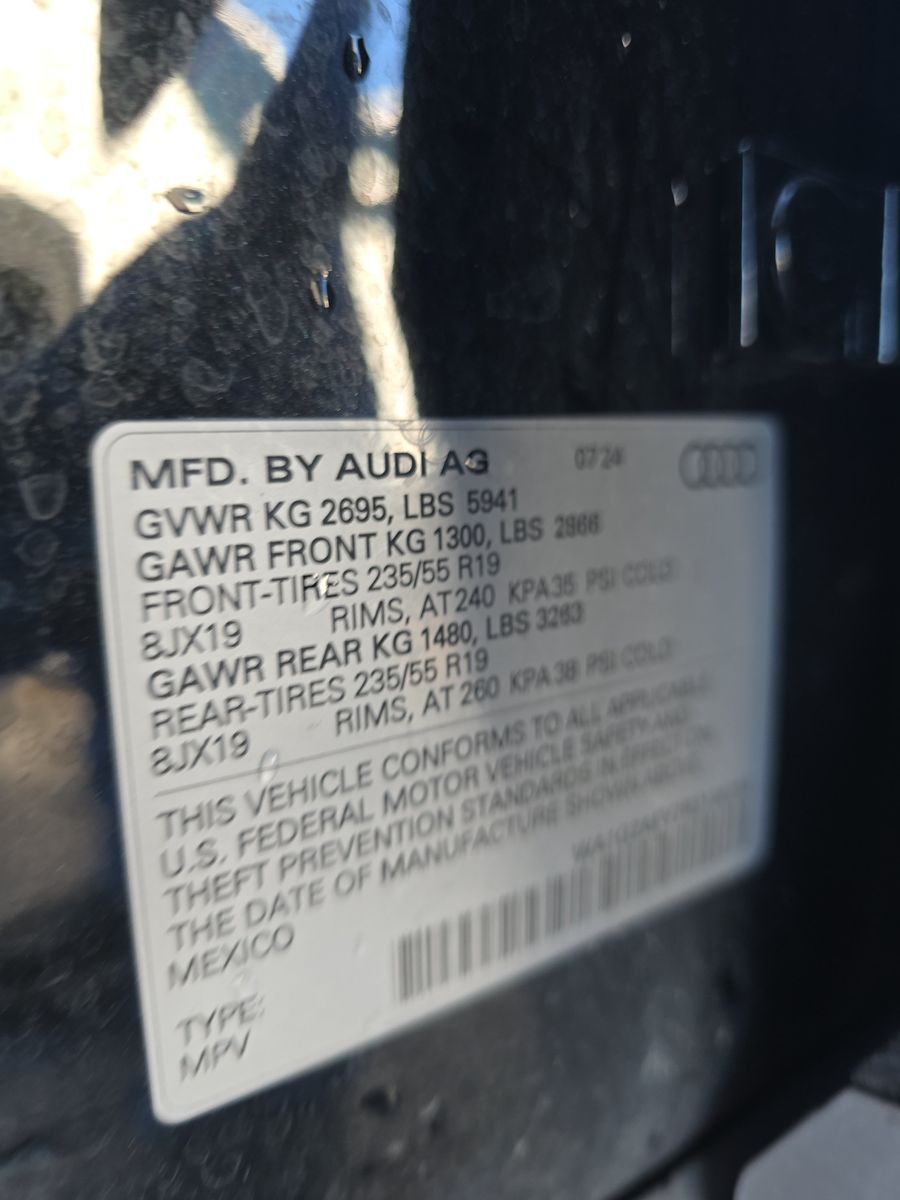 MFD. BY AUDI AG 07 24
GVWR KG 2695, LBS 5941
GAWR FRONT KG 1300, LBS 2866
FRONT-TIRES 235/55 R19
8JX19 RIMS, AT 240 KPA 35 PSI COLD
GAWR REAR KG 1480, LBS 3263
REAR-TIRES 235/55 R19
8JX19 RIMS, AT 260 KPA 38 PSI COLD
THIS VEHICLE CONFORMS TO ALL APPLICABLE
U.S. FEDERAL MOTOR VEHICLE SAFETY AND
THEFT PREVENTION STANDARDS IN EFFECT ON
THE DATE OF MANUFACTURE SHOWN ABOVE.
MEXICO
TYPE:
MPV